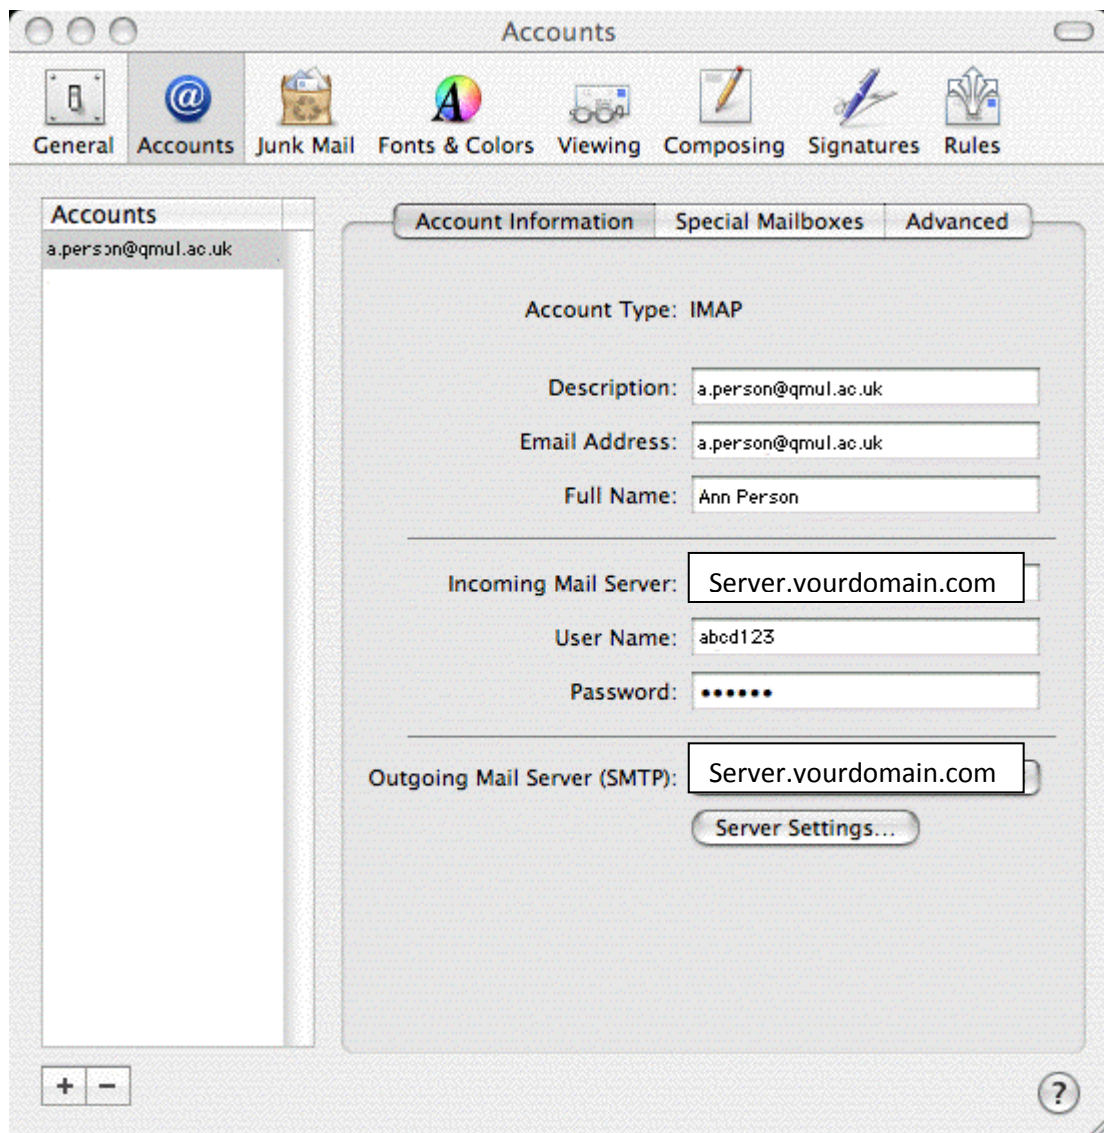 Accounts
General Accounts Junk Mail Fonts & Colors Viewing Composing Signatures Rules
Accounts
a.person@qmul.ac.uk
Account Information Special Mailboxes Advanced
Account Type: IMAP
Description: a.person@qmul.ac.uk
Email Address: a.person@qmul.ac.uk
Full Name: Ann Person
Incoming Mail Server: Server.vourdomain.com
User Name: abcd123
Password: ••••••
Outgoing Mail Server (SMTP): Server.vourdomain.com
Server Settings...
+ − ?